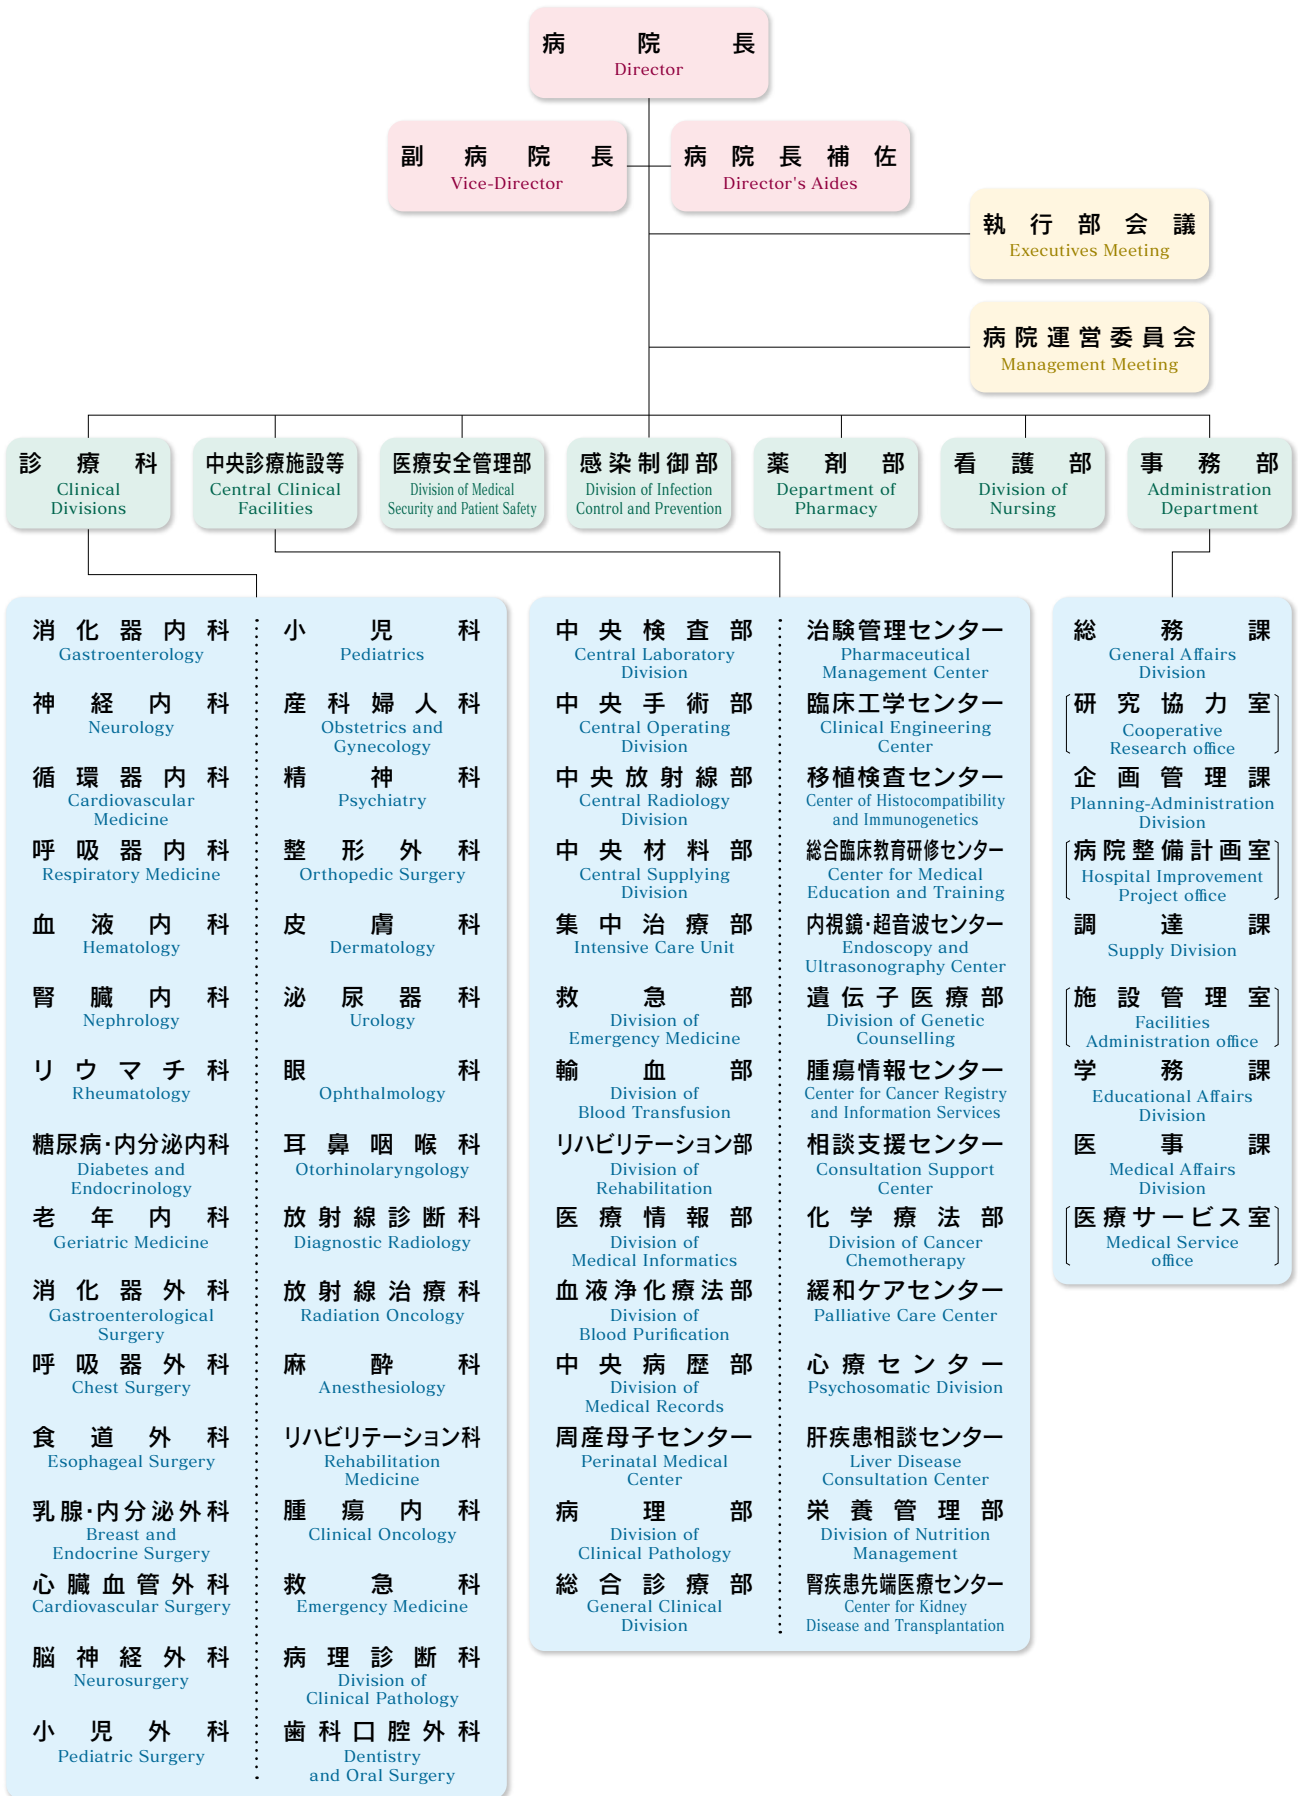 病院長
Director
副病院長
Vice-Director
病院長補佐
Director's Aides
執行部会議
Executives Meeting
病院運営委員会
Management Meeting
診療科
Clinical
Divisions
中央診療施設等
Central Clinical
Facilities
医療安全管理部
Division of Medical
Security and Patient Safety
感染制御部
Division of Infection
Control and Prevention
薬剤部
Department of
Pharmacy
看護部
Division of
Nursing
事務部
Administration
Department
消化器内科
Gastroenterology
神経内科
Neurology
循環器内科
Cardiovascular
Medicine
呼吸器内科
Respiratory Medicine
血液内科
Hematology
腎臓内科
Nephrology
リウマチ科
Rheumatology
糖尿病・内分泌内科
Diabetes and
Endocrinology
老年内科
Geriatric Medicine
消化器外科
Gastroenterological
Surgery
呼吸器外科
Chest Surgery
食道外科
Esophageal Surgery
乳腺・内分泌外科
Breast and
Endocrine Surgery
心臓血管外科
Cardiovascular Surgery
脳神経外科
Neurosurgery
小児外科
Pediatric Surgery
小児科
Pediatrics
産科婦人科
Obstetrics and
Gynecology
精神科
Psychiatry
整形外科
Orthopedic Surgery
皮膚科
Dermatology
泌尿器科
Urology
眼科
Ophthalmology
耳鼻咽喉科
Otorhinolaryngology
放射線診断科
Diagnostic Radiology
放射線治療科
Radiation Oncology
麻酔科
Anesthesiology
リハビリテーション科
Rehabilitation
Medicine
腫瘍内科
Clinical Oncology
救急科
Emergency Medicine
病理診断科
Division of
Clinical Pathology
歯科口腔外科
Dentistry
and Oral Surgery
中央検査部
Central Laboratory
Division
中央手術部
Central Operating
Division
中央放射線部
Central Radiology
Division
中央材料部
Central Supplying
Division
集中治療部
Intensive Care Unit
救急部
Division of
Emergency Medicine
輸血部
Division of
Blood Transfusion
リハビリテーション部
Division of
Rehabilitation
医療情報部
Division of
Medical Informatics
血液浄化療法部
Division of
Blood Purification
中央病歴部
Division of
Medical Records
周産母子センター
Perinatal Medical
Center
病理部
Division of
Clinical Pathology
総合診療部
General Clinical
Division
治験管理センター
Pharmaceutical
Management Center
臨床工学センター
Clinical Engineering
Center
移植検査センター
Center of Histocompatibility
and Immunogenetics
総合臨床教育研修センター
Center for Medical
Education and Training
内視鏡・超音波センター
Endoscopy and
Ultrasonography Center
遺伝子医療部
Division of Genetic
Counselling
腫瘍情報センター
Center for Cancer Registry
and Information Services
相談支援センター
Consultation Support
Center
化学療法部
Division of Cancer
Chemotherapy
緩和ケアセンター
Palliative Care Center
心療センター
Psychosomatic Division
肝疾患相談センター
Liver Disease
Consultation Center
栄養管理部
Division of Nutrition
Management
腎疾患先端医療センター
Center for Kidney
Disease and Transplantation
総務課
General Affairs
Division
研究協力室
Cooperative
Research office
企画管理課
Planning-Administration
Division
病院整備計画室
Hospital Improvement
Project office
調達課
Supply Division
施設管理室
Facilities
Administration office
学務課
Educational Affairs
Division
医事課
Medical Affairs
Division
医療サービス室
Medical Service
office